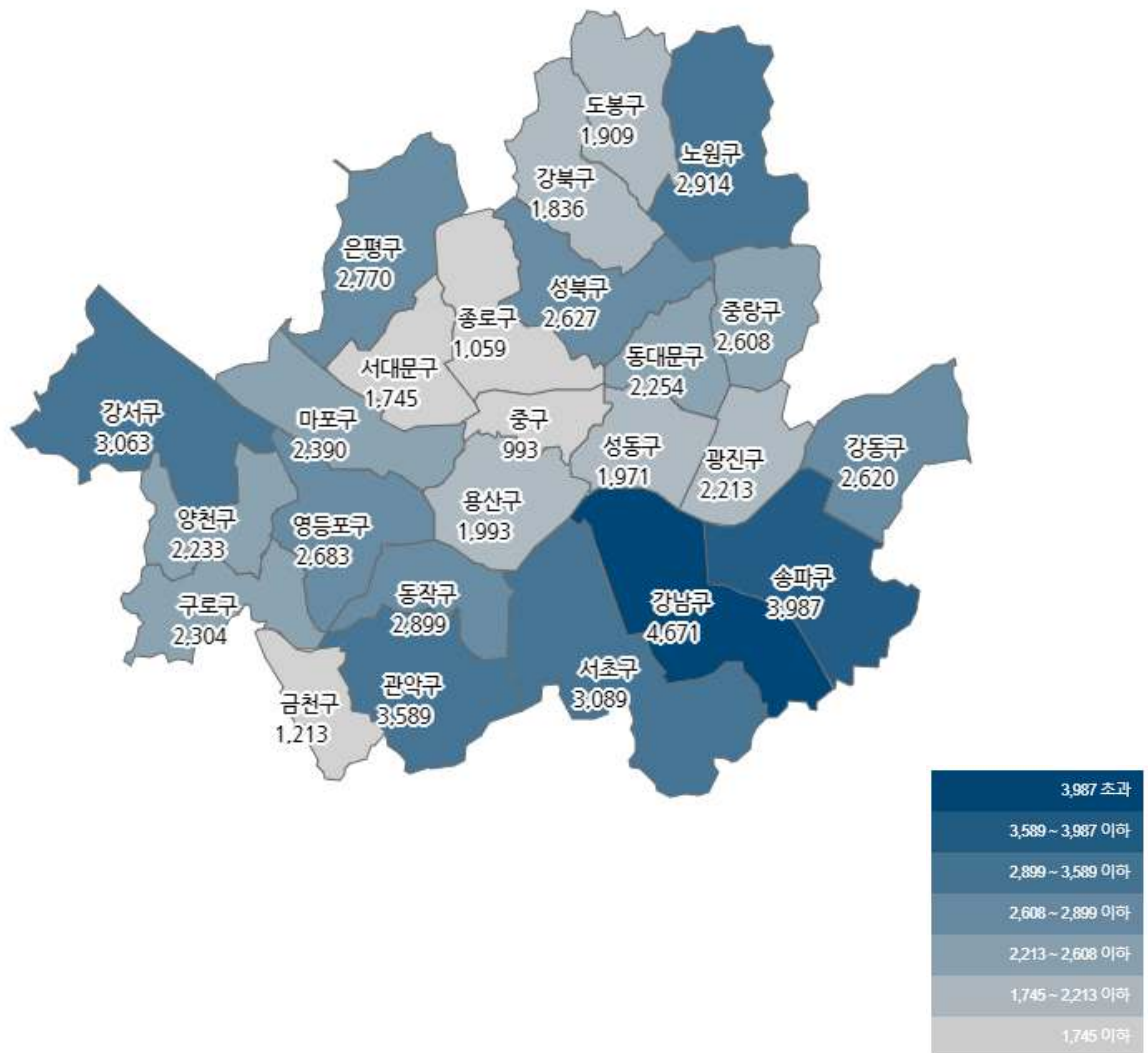 도봉구
1,909
노원구
2,914
강북구
1,836
은평구
2,770
성북구
2,627
종로구
1,059
중랑구
2,608
동대문구
2,254
서대문구
1,745
강서구
3,063
마포구
2,390
중구
993
성동구
1,971
광진구
2,213
강동구
2,620
용산구
1,993
양천구
2,233
영등포구
2,683
구로구
2,304
동작구
2,899
강남구
4,671
송파구
3,987
서초구
3,089
관악구
3,589
금천구
1,213
3,987 초과
3,589 ~ 3,987 이하
2,899 ~ 3,589 이하
2,608 ~ 2,899 이하
2,213 ~ 2,608 이하
1,745 ~ 2,213 이하
1,745 이하